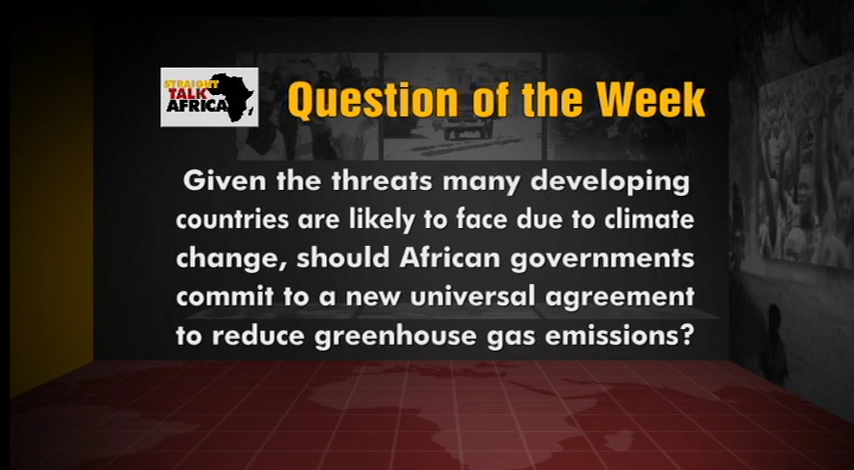 STRAIGHT
TALK
AFRICA
Question of the Week
Given the threats many developing
countries are likely to face due to climate
change, should African governments
commit to a new universal agreement
to reduce greenhouse gas emissions?